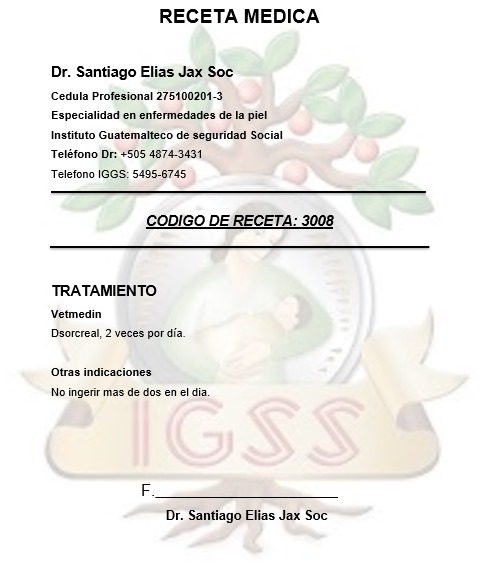 RECETA MEDICA
Dr. Santiago Elias Jax Soc
Cedula Profesional 275100201-3
Especialidad en enfermedades de la piel
Instituto Guatemalteco de seguridad Social
Teléfono Dr: +505 4874-3431
Telefono IGGS: 5495-6745
CODIGO DE RECETA: 3008
TRATAMIENTO
Vetmedin
Dsorcreal, 2 veces por día.
Otras indicaciones
No ingerir mas de dos en el dia.
IGSS
F.____________________
Dr. Santiago Elias Jax Soc